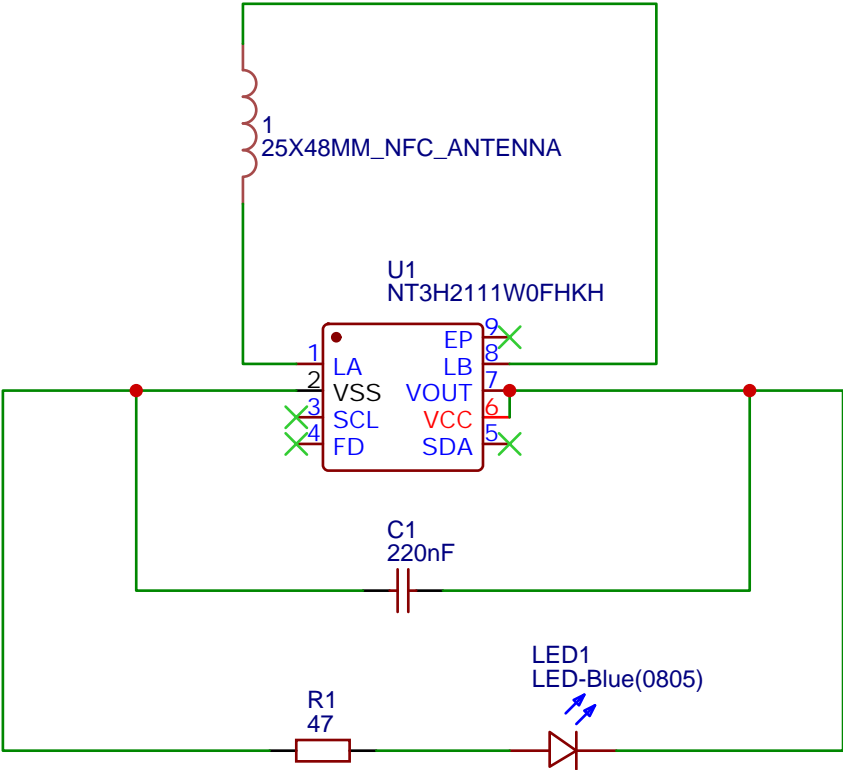 1
25X48MM_NFC_ANTENNA
U1
NT3H2111W0FHKH
1 LA
2 VSS
3 SCL
4 FD
EP 9
LB 8
VOUT 7
VCC 6
SDA 5
C1
220nF
LED1
LED-Blue(0805)
R1
47